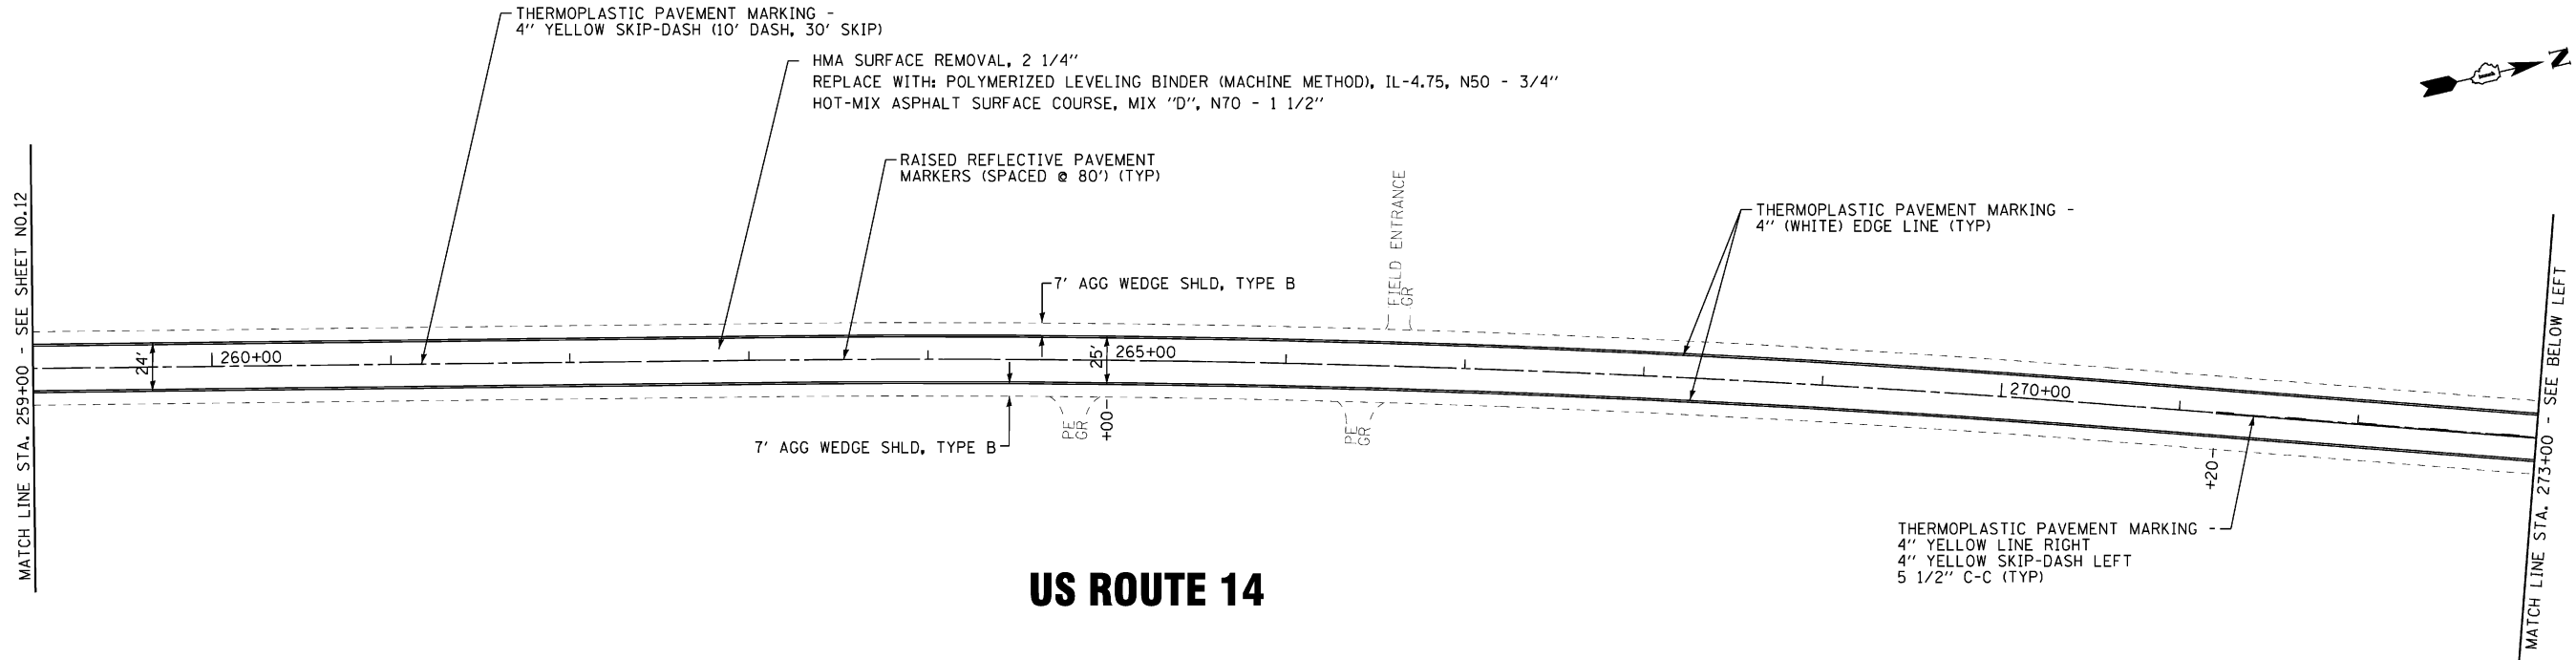 THERMOPLASTIC PAVEMENT MARKING -
4" YELLOW SKIP-DASH (10' DASH, 30' SKIP)
HMA SURFACE REMOVAL, 2 1/4"
REPLACE WITH: POLYMERIZED LEVELING BINDER (MACHINE METHOD), IL-4.75, N50 - 3/4"
HOT-MIX ASPHALT SURFACE COURSE, MIX "D", N70 - 1 1/2"
N
RAISED REFLECTIVE PAVEMENT
MARKERS (SPACED @ 80') (TYP)
FIELD ENTRANCE
GR
THERMOPLASTIC PAVEMENT MARKING -
4" (WHITE) EDGE LINE (TYP)
MATCH LINE STA. 259+00 - SEE SHEET NO.12
7' AGG WEDGE SHLD, TYPE B
24'
260+00
25'
265+00
270+00
MATCH LINE STA. 273+00 - SEE BELOW LEFT
7' AGG WEDGE SHLD, TYPE B
PE
GR
+00
PE
GR
+20
THERMOPLASTIC PAVEMENT MARKING -
4" YELLOW LINE RIGHT
4" YELLOW SKIP-DASH LEFT
5 1/2" C-C (TYP)
US ROUTE 14